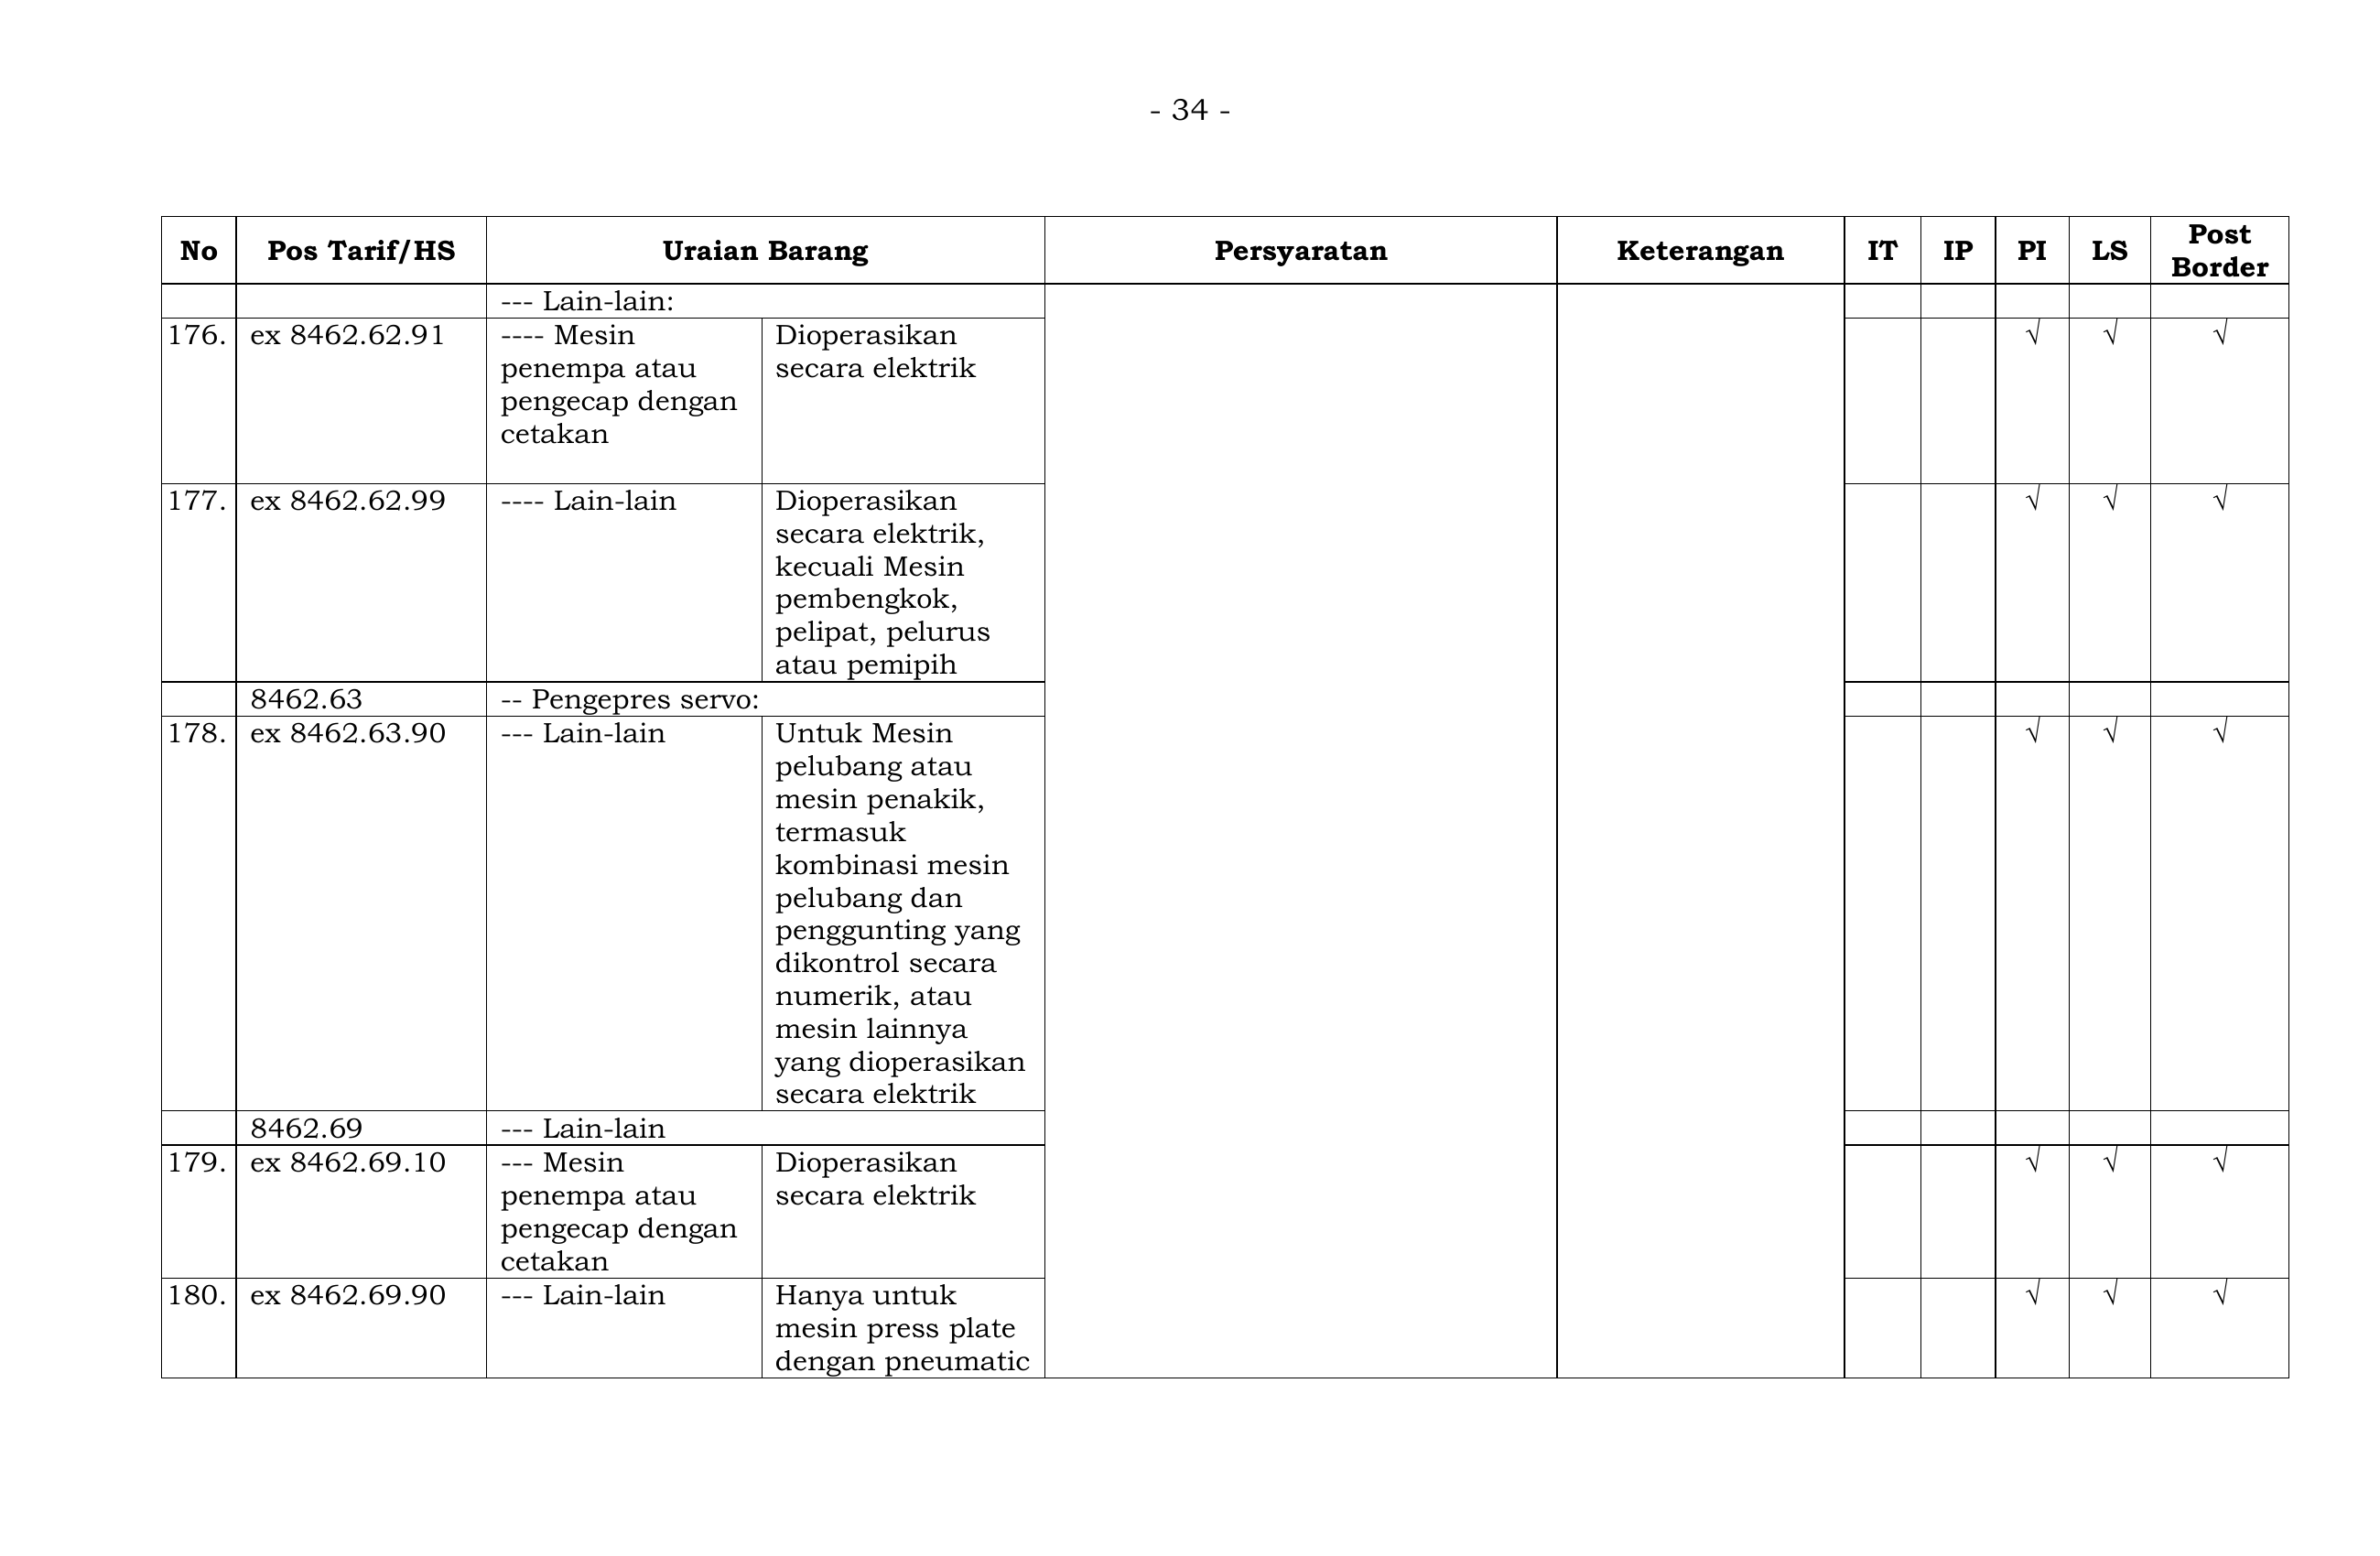 - 34 -
No Pos Tarif/HS Uraian Barang Persyaratan Keterangan IT IP PI LS Post Border
--- Lain-lain:
176. ex 8462.62.91 ---- Mesin Dioperasikan √ √ √
penempa atau secara elektrik
pengecap dengan
cetakan
177. ex 8462.62.99 ---- Lain-lain Dioperasikan √ √ √
secara elektrik,
kecuali Mesin
pembengkok,
pelipat, pelurus
atau pemipih
8462.63 -- Pengepres servo:
178. ex 8462.63.90 --- Lain-lain Untuk Mesin √ √ √
pelubang atau
mesin penakik,
termasuk
kombinasi mesin
pelubang dan
penggunting yang
dikontrol secara
numerik, atau
mesin lainnya
yang dioperasikan
secara elektrik
8462.69 --- Lain-lain
179. ex 8462.69.10 --- Mesin Dioperasikan √ √ √
penempa atau secara elektrik
pengecap dengan
cetakan
180. ex 8462.69.90 --- Lain-lain Hanya untuk √ √ √
mesin press plate
dengan pneumatic